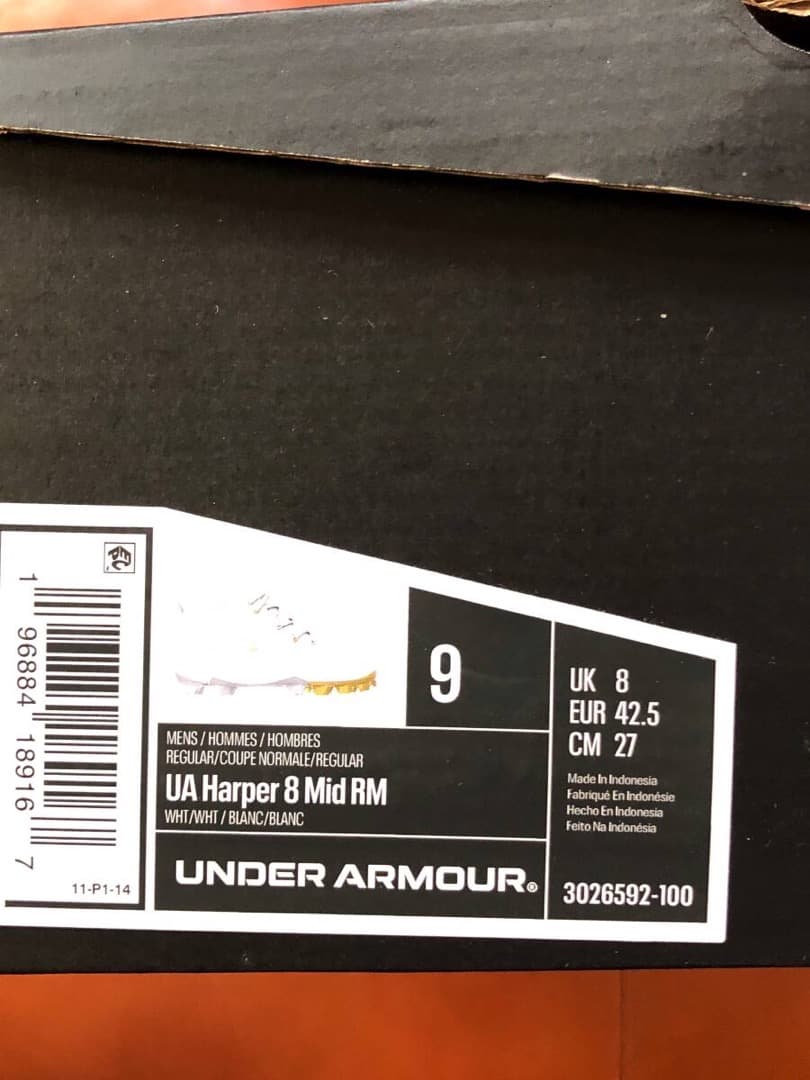 1 96884 18916 7
11-P1-14
9
MENS / HOMMES / HOMBRES
REGULAR/COUPE NORMALE/REGULAR
UA Harper 8 Mid RM
WHT/WHT / BLANC/BLANC
UNDER ARMOUR®
UK 8
EUR 42.5
CM 27
Made In Indonesia
Fabriqué En Indonésie
Hecho En Indonesia
Feito Na Indonésia
3026592-100